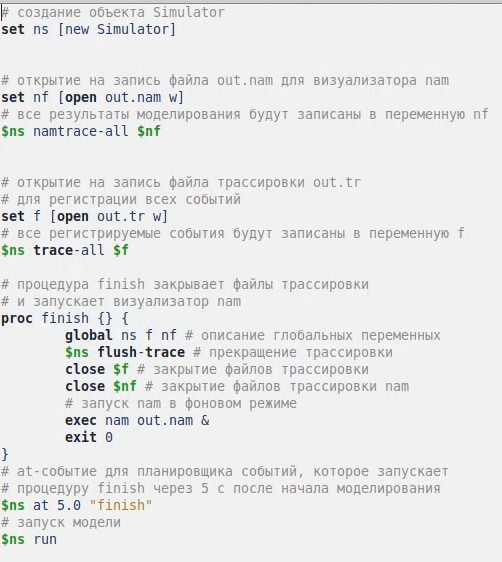 # создание объекта Simulator
set ns [new Simulator]
# открытие на запись файла out.nam для визуализатора nam
set nf [open out.nam w]
# все результаты моделирования будут записаны в переменную nf
$ns namtrace-all $nf
# открытие на запись файла трассировки out.tr
# для регистрации всех событий
set f [open out.tr w]
# все регистрируемые события будут записаны в переменную f
$ns trace-all $f
# процедура finish закрывает файлы трассировки
# и запускает визуализатор nam
proc finish {} {
global ns f nf # описание глобальных переменных
$ns flush-trace # прекращение трассировки
close $f # закрытие файлов трассировки
close $nf # закрытие файлов трассировки nam
# запуск nam в фоновом режиме
exec nam out.nam &
exit 0
}
# at-событие для планировщика событий, которое запускает
# процедуру finish через 5 с после начала моделирования
$ns at 5.0 "finish"
# запуск модели
$ns run